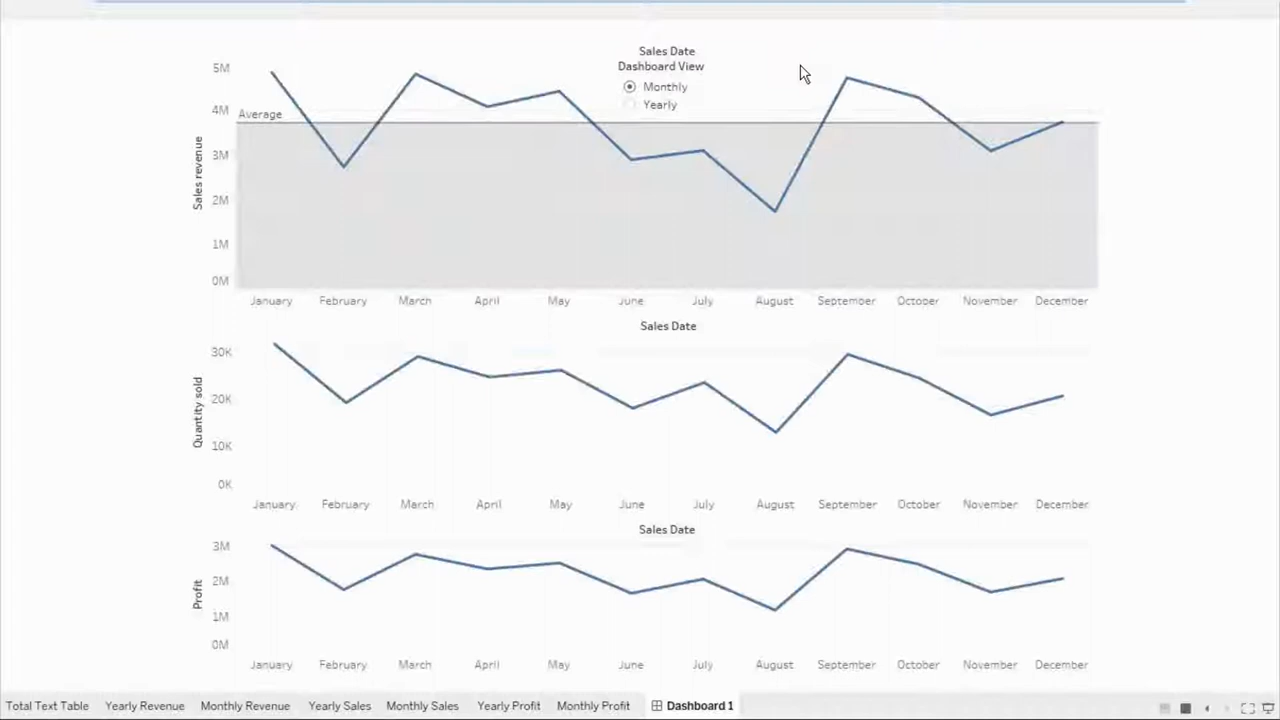 Sales Date
Dashboard View
Monthly
Yearly
5M
4M
3M
2M
1M
0M
Sales revenue
Average
January February March April May June July August September October November December
Sales Date
30K
20K
10K
0K
Quantity sold
January February March April May June July August September October November December
Sales Date
3M
2M
1M
0M
Profit
January February March April May June July August September October November December
Total Text Table Yearly Revenue Monthly Revenue Yearly Sales Monthly Sales Yearly Profit Monthly Profit Dashboard 1